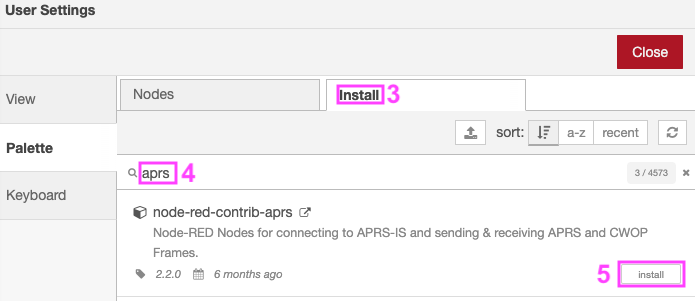 User Settings
Close
View
Nodes
Install 3
Palette
sort: a-z recent
aprs 4
3 / 4573
Keyboard
node-red-contrib-aprs
Node-RED Nodes for connecting to APRS-IS and sending & receiving APRS and CWOP
Frames.
2.2.0 6 months ago
5 install